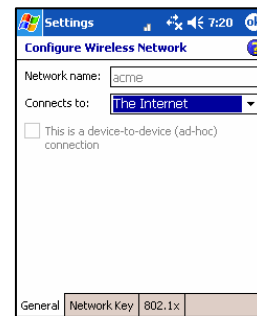 Settings 7:20 ok
Configure Wireless Network ?
Network name: acme
Connects to: The Internet
This is a device-to-device (ad-hoc)
connection
General Network Key 802.1x